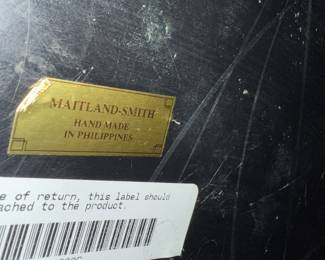 MAITLAND-SMITH
HAND MADE
IN PHILIPPINES
e of return, this label should
ached to the product.